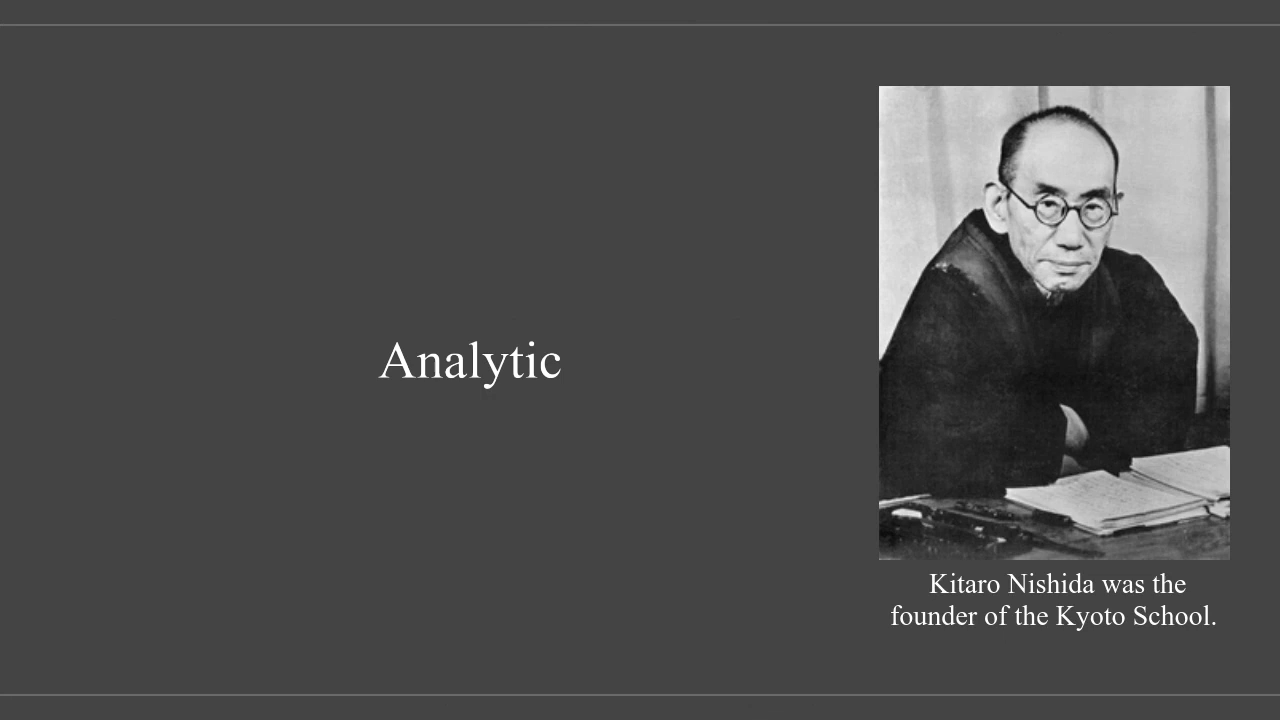 Analytic
Kitaro Nishida was the
founder of the Kyoto School.